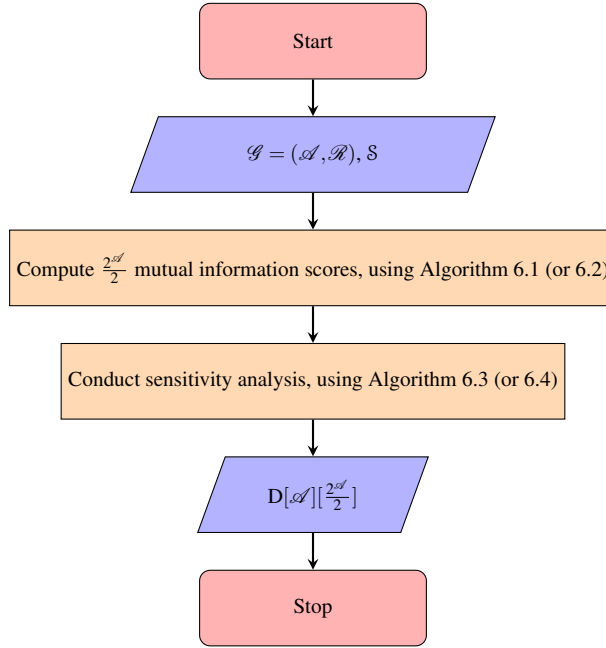 Start
𝒢 = (𝒜, ℛ), 𝕊
Compute 2^𝒜/2 mutual information scores, using Algorithm 6.1 (or 6.2)
Conduct sensitivity analysis, using Algorithm 6.3 (or 6.4)
D[𝒜][2^𝒜/2]
Stop